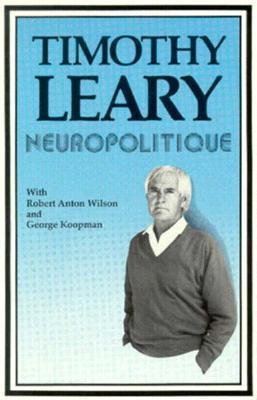 TIMOTHY
LEARY
NEUROPOLITIQUE
With
Robert Anton Wilson
and
George Koopman